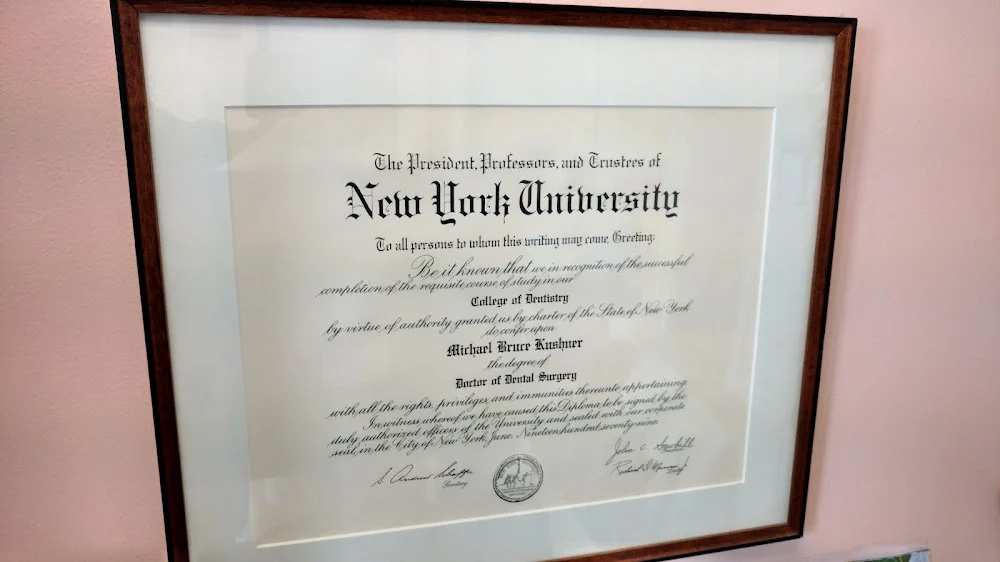 The President, Professors, and Trustees of
New York University
To all persons to whom this writing may come, Greeting:
Be it known that we in recognition of the successful
completion of the requisite course of study in our
College of Dentistry
by virtue of authority granted us by charter of the State of New York
do confer upon
Michael Bruce Kushner
the degree of
Doctor of Dental Surgery
with all the rights, privileges, and immunities thereunto appertaining.
In witness whereof we have caused this Diploma to be signed by the
duly authorized officers of the University and sealed with our corporate
seal, in the City of New York, June, Nineteen hundred seventy-nine.
John C. Sawhill
S. Andrew Schaffer
Secretary